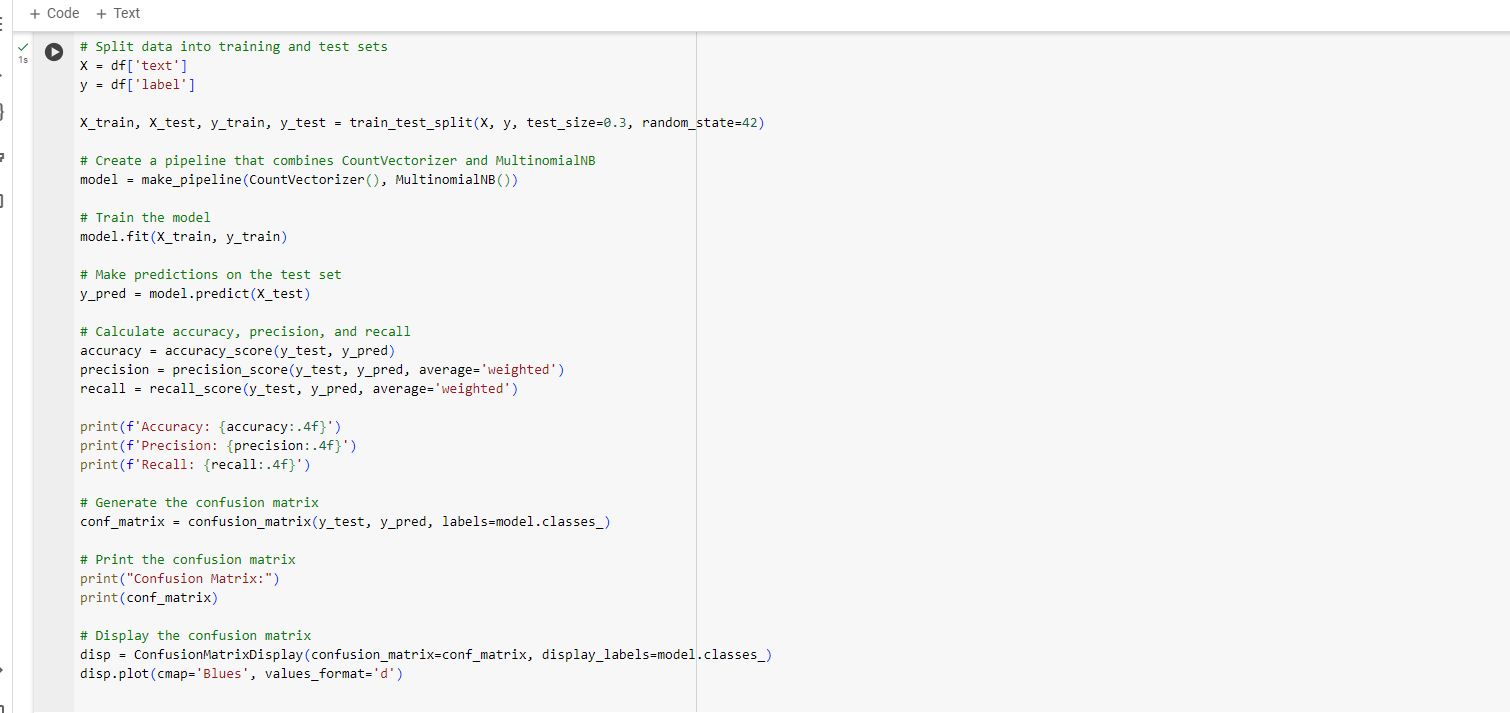 + Code + Text
1s
# Split data into training and test sets
X = df['text']
y = df['label']
X_train, X_test, y_train, y_test = train_test_split(X, y, test_size=0.3, random_state=42)
# Create a pipeline that combines CountVectorizer and MultinomialNB
model = make_pipeline(CountVectorizer(), MultinomialNB())
# Train the model
model.fit(X_train, y_train)
# Make predictions on the test set
y_pred = model.predict(X_test)
# Calculate accuracy, precision, and recall
accuracy = accuracy_score(y_test, y_pred)
precision = precision_score(y_test, y_pred, average='weighted')
recall = recall_score(y_test, y_pred, average='weighted')
print(f'Accuracy: {accuracy:.4f}')
print(f'Precision: {precision:.4f}')
print(f'Recall: {recall:.4f}')
# Generate the confusion matrix
conf_matrix = confusion_matrix(y_test, y_pred, labels=model.classes_)
# Print the confusion matrix
print("Confusion Matrix:")
print(conf_matrix)
# Display the confusion matrix
disp = ConfusionMatrixDisplay(confusion_matrix=conf_matrix, display_labels=model.classes_)
disp.plot(cmap='Blues', values_format='d')